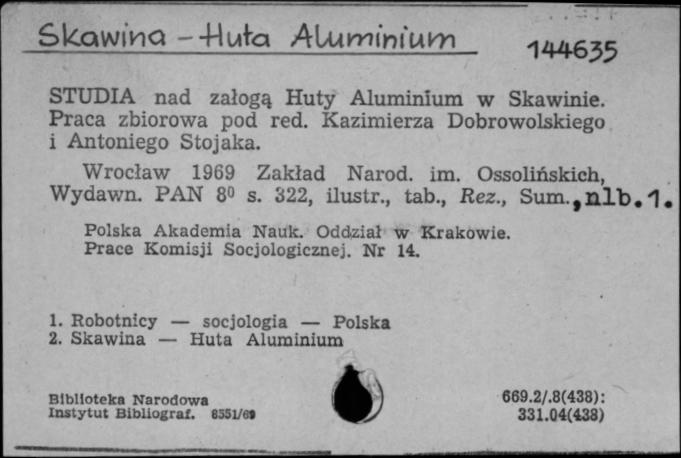 Skawina - Huta Aluminium
144635
STUDIA nad załogą Huty Aluminium w Skawinie.
Praca zbiorowa pod red. Kazimierza Dobrowolskiego
i Antoniego Stojaka.
Wrocław 1969 Zakład Narod. im. Ossolińskich,
Wydawn. PAN 8⁰ s. 322, ilustr., tab., Rez., Sum., nlb. 1.
Polska Akademia Nauk. Oddział w Krakowie.
Prace Komisji Socjologicznej. Nr 14.
1. Robotnicy — socjologia — Polska
2. Skawina — Huta Aluminium
Biblioteka Narodowa
Instytut Bibliograf. 6351/69
669.2/.8(438):
331.04(438)